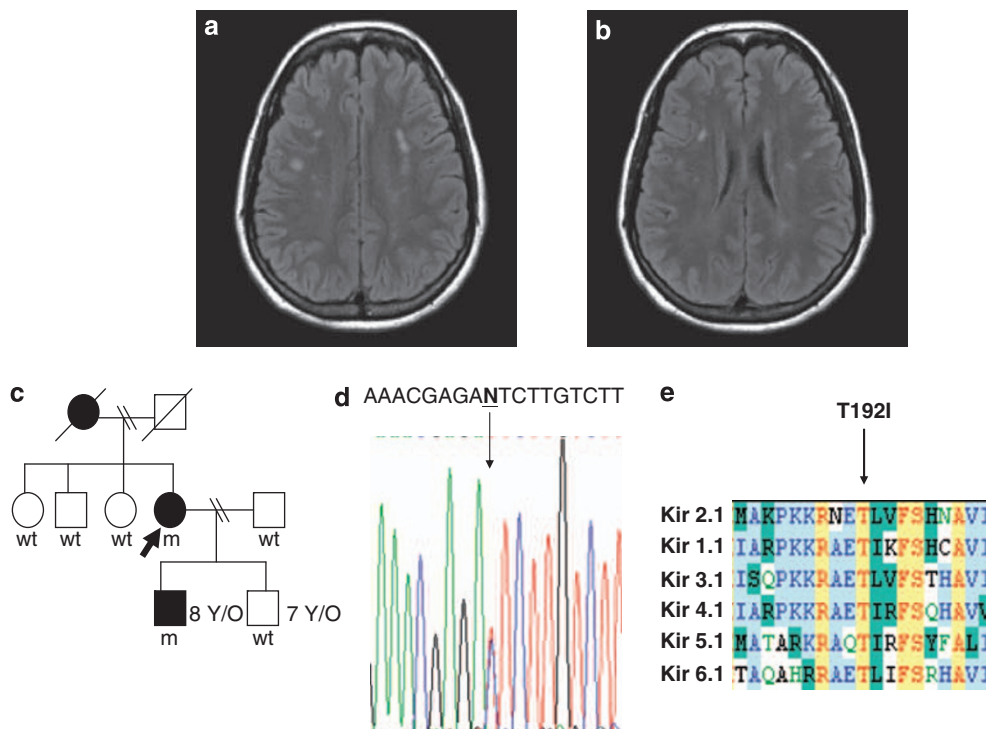 a
b
c
wt
wt
wt
m
wt
8 Y/O
7 Y/O
m
wt
d AAACGAGANTCTTGTCTT
e
T192I
Kir 2.1 MAKPKKRNETLVFSHNAVI
Kir 1.1 IARPKKRAETIKFSHCAVI
Kir 3.1 ISQPKKRAETLVFSTHAVI
Kir 4.1 IARPKKRAETIRFSQHAVV
Kir 5.1 MATARKRAQTIRFSYFALI
Kir 6.1 TAQAHRRAETLIFSRHAVI